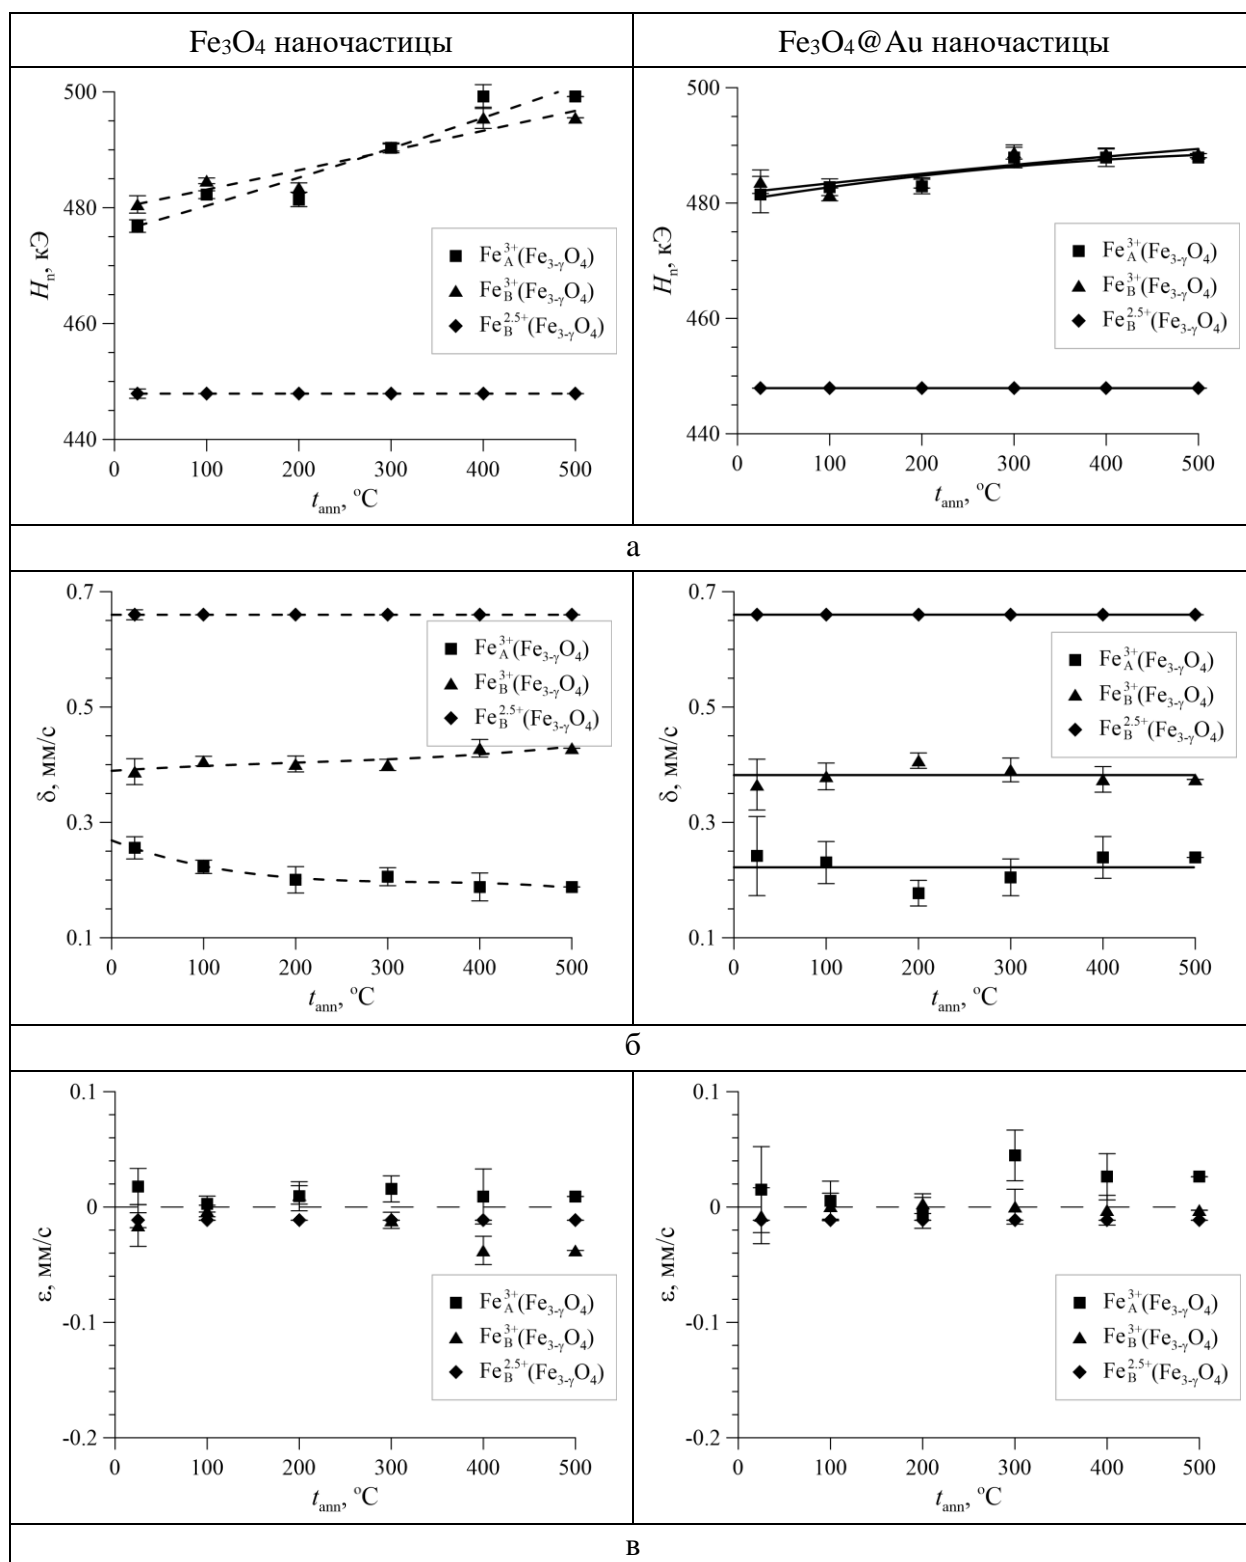 Fe₃O₄ наночастицы
Fe₃O₄@Au наночастицы
500
480
460
440
Hₙ, кЭ
Fe³⁺A(Fe₃₋γO₄)
Fe³⁺B(Fe₃₋γO₄)
Fe²·⁵⁺B(Fe₃₋γO₄)
0 100 200 300 400 500
tann, °C
500
480
460
440
Hₙ, кЭ
Fe³⁺A(Fe₃₋γO₄)
Fe³⁺B(Fe₃₋γO₄)
Fe²·⁵⁺B(Fe₃₋γO₄)
0 100 200 300 400 500
tann, °C
а
0.7
0.5
0.3
0.1
δ, мм/с
Fe³⁺A(Fe₃₋γO₄)
Fe³⁺B(Fe₃₋γO₄)
Fe²·⁵⁺B(Fe₃₋γO₄)
0 100 200 300 400 500
tann, °C
0.7
0.5
0.3
0.1
δ, мм/с
Fe³⁺A(Fe₃₋γO₄)
Fe³⁺B(Fe₃₋γO₄)
Fe²·⁵⁺B(Fe₃₋γO₄)
0 100 200 300 400 500
tann, °C
б
0.1
0
-0.1
-0.2
ε, мм/с
Fe³⁺A(Fe₃₋γO₄)
Fe³⁺B(Fe₃₋γO₄)
Fe²·⁵⁺B(Fe₃₋γO₄)
0 100 200 300 400 500
tann, °C
0.1
0
-0.1
-0.2
ε, мм/с
Fe³⁺A(Fe₃₋γO₄)
Fe³⁺B(Fe₃₋γO₄)
Fe²·⁵⁺B(Fe₃₋γO₄)
0 100 200 300 400 500
tann, °C
в